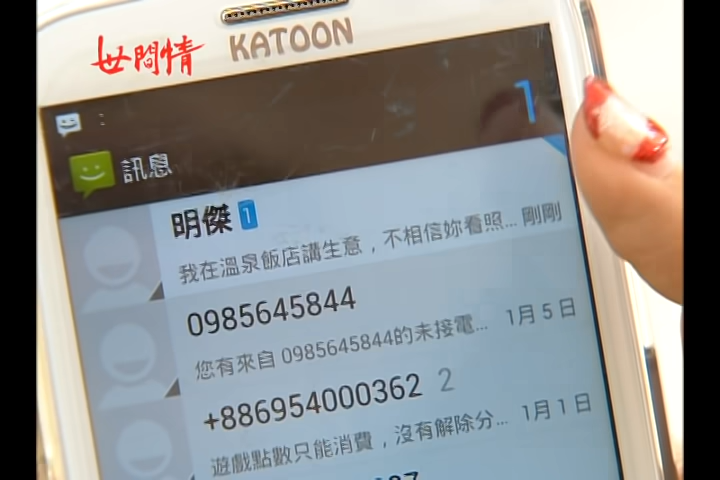 世間情 KATOON
1
訊息
明傑 1
我在溫泉飯店講生意，不相信妳看照... 剛剛
0985645844
您有來自 0985645844的未接電... 1月5日
+886954000362 2
遊戲點數只能消費，沒有解除分... 1月1日